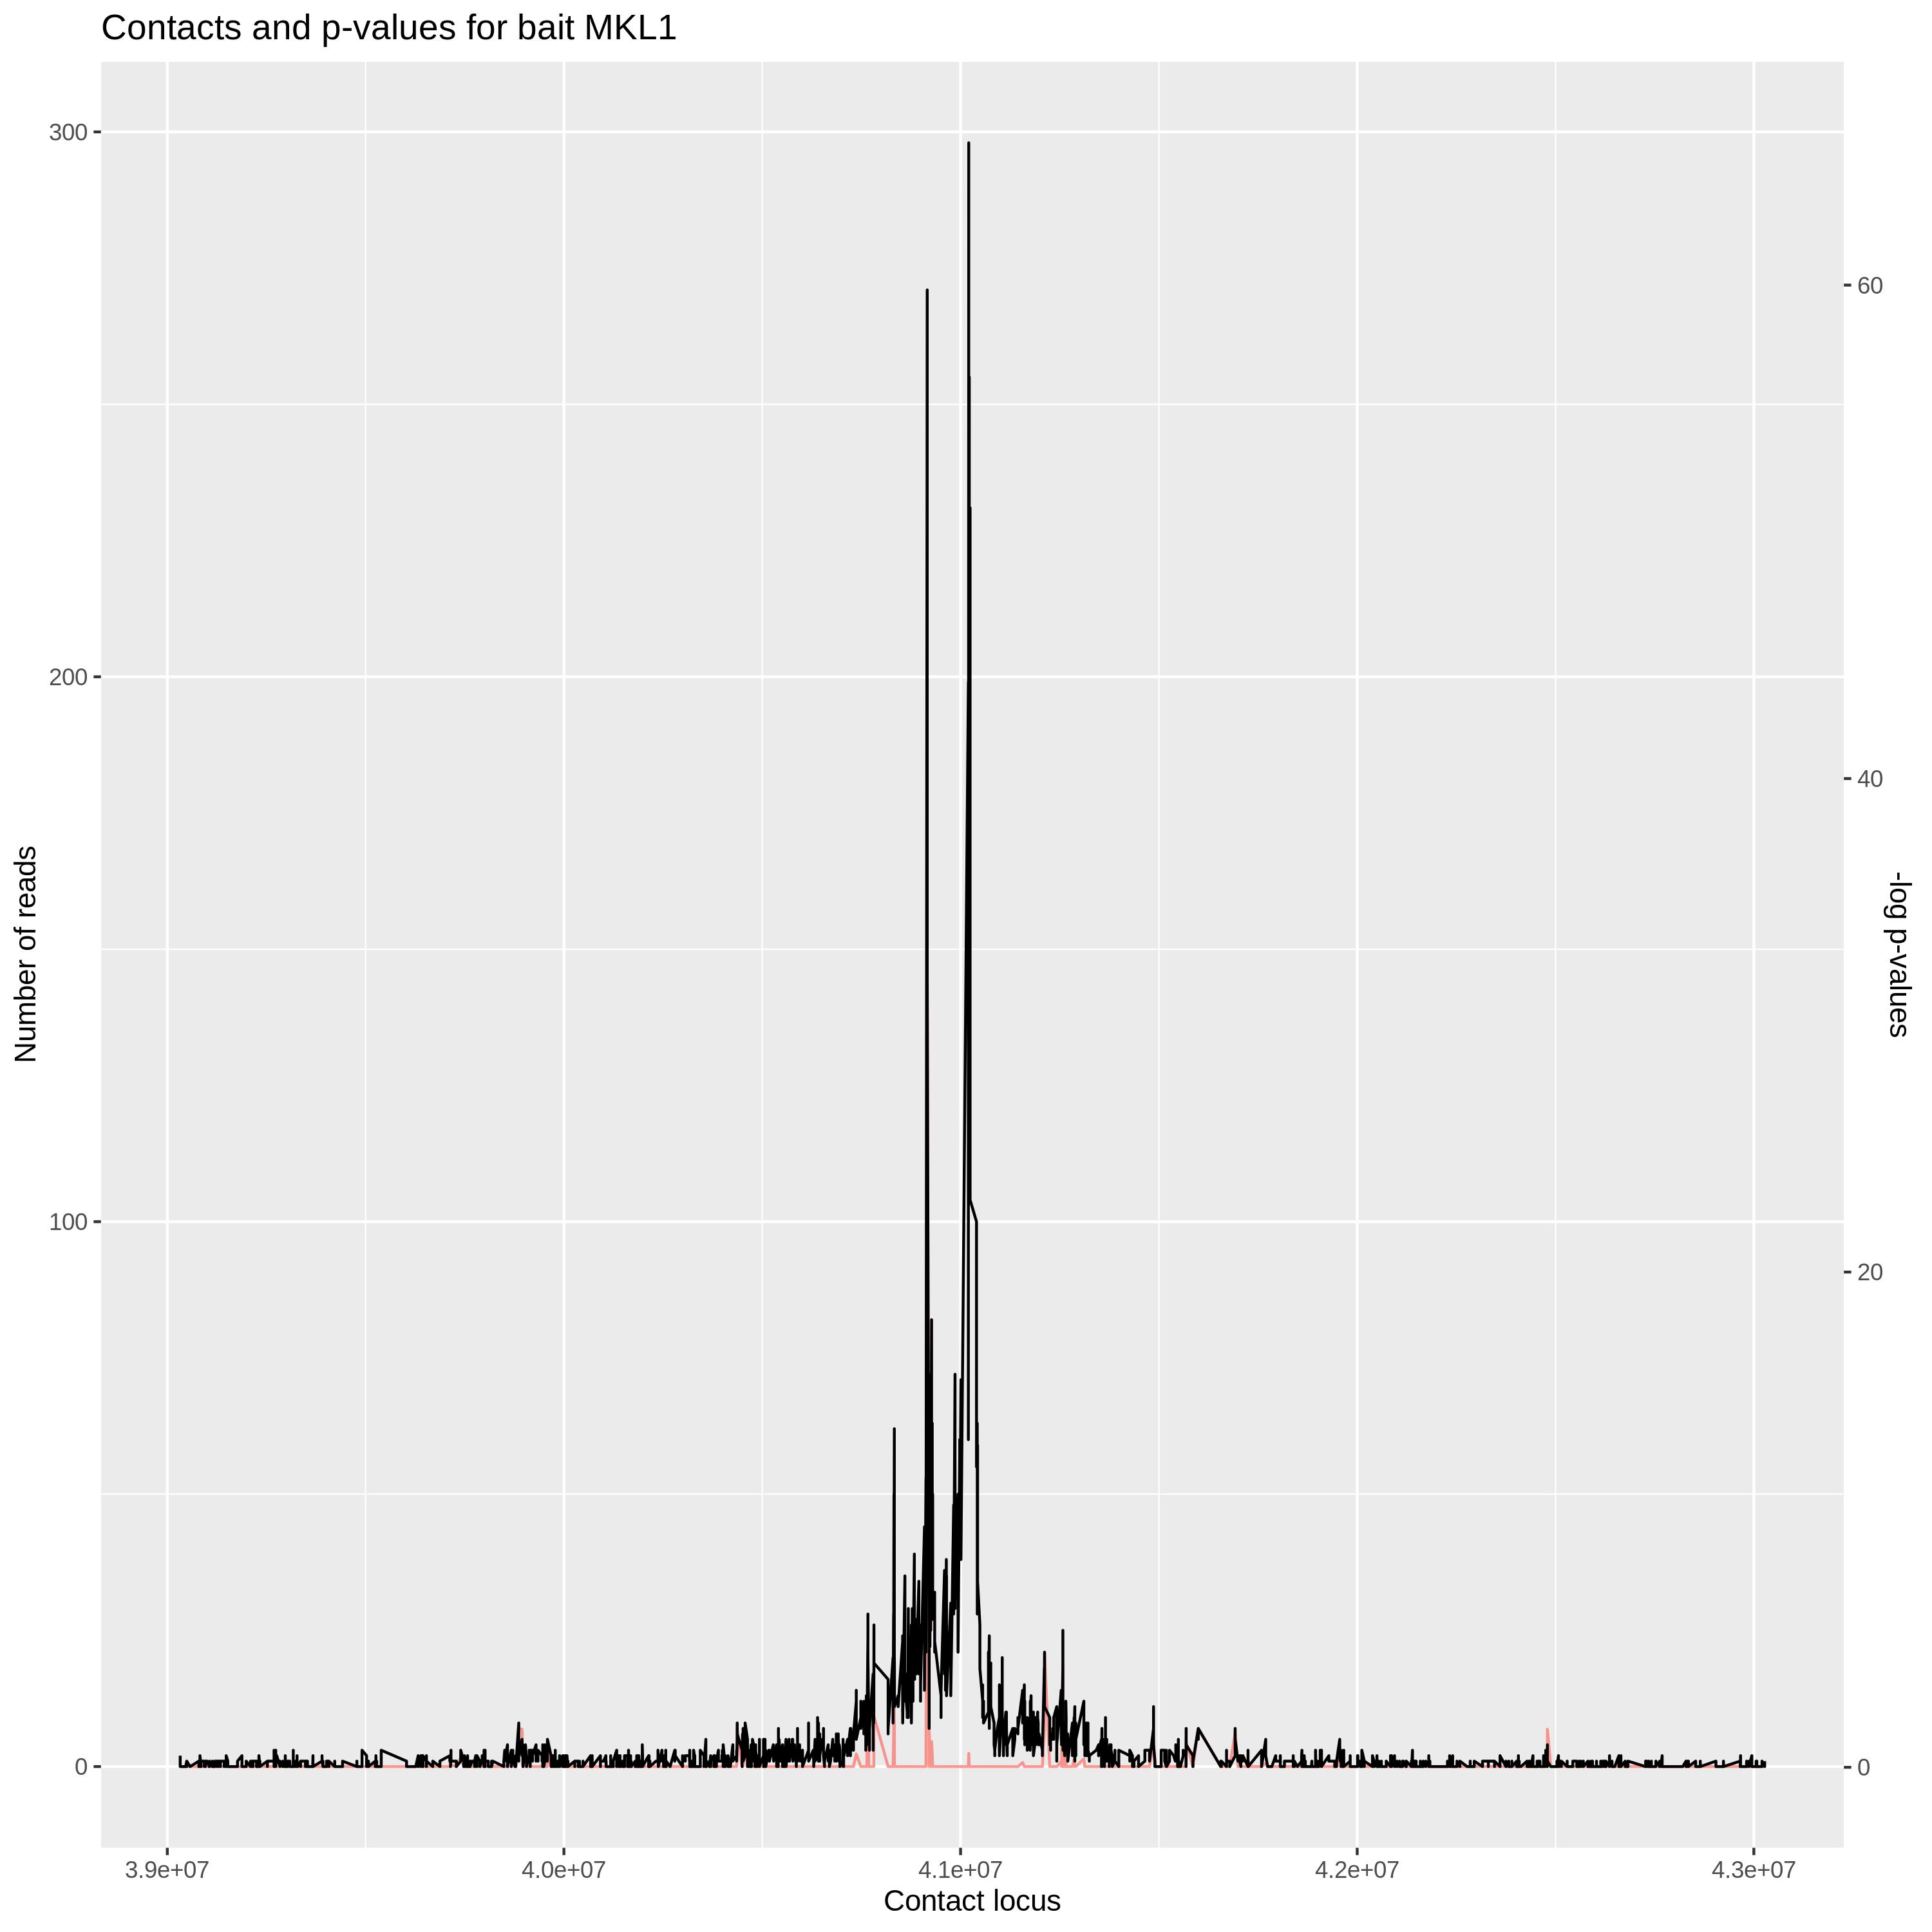 Contacts and p-values for bait MKL1
300
200
100
0
Number of reads
60
40
20
0
-log p-values
3.9e+07
4.0e+07
4.1e+07
4.2e+07
4.3e+07
Contact locus